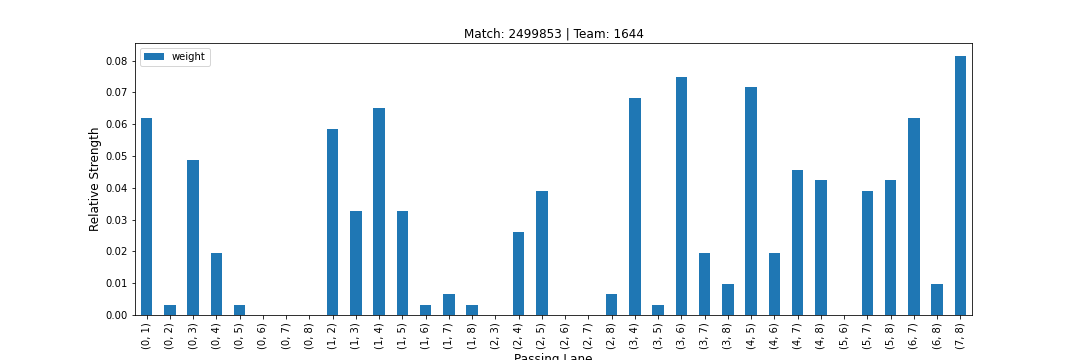 Match: 2499853 | Team: 1644
weight
Relative Strength
0.08
0.07
0.06
0.05
0.04
0.03
0.02
0.01
0.00
(0, 1) (0, 2) (0, 3) (0, 4) (0, 5) (0, 6) (0, 7) (0, 8) (1, 2) (1, 3) (1, 4) (1, 5) (1, 6) (1, 7) (1, 8) (2, 3) (2, 4) (2, 5) (2, 6) (2, 7) (2, 8) (3, 4) (3, 5) (3, 6) (3, 7) (3, 8) (4, 5) (4, 6) (4, 7) (4, 8) (5, 6) (5, 7) (5, 8) (6, 7) (6, 8) (7, 8)
Passing Lane